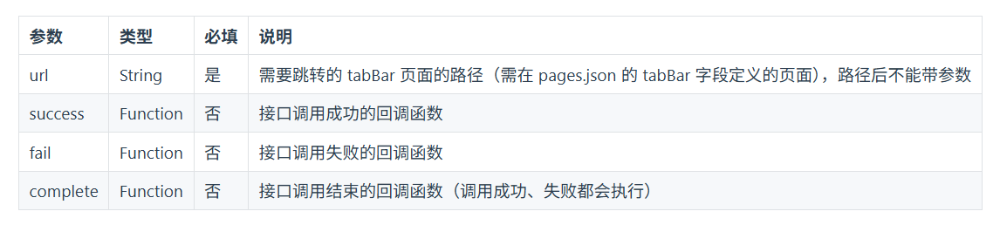 参数 类型 必填 说明
url String 是 需要跳转的 tabBar 页面的路径（需在 pages.json 的 tabBar 字段定义的页面），路径后不能带参数
success Function 否 接口调用成功的回调函数
fail Function 否 接口调用失败的回调函数
complete Function 否 接口调用结束的回调函数（调用成功、失败都会执行）